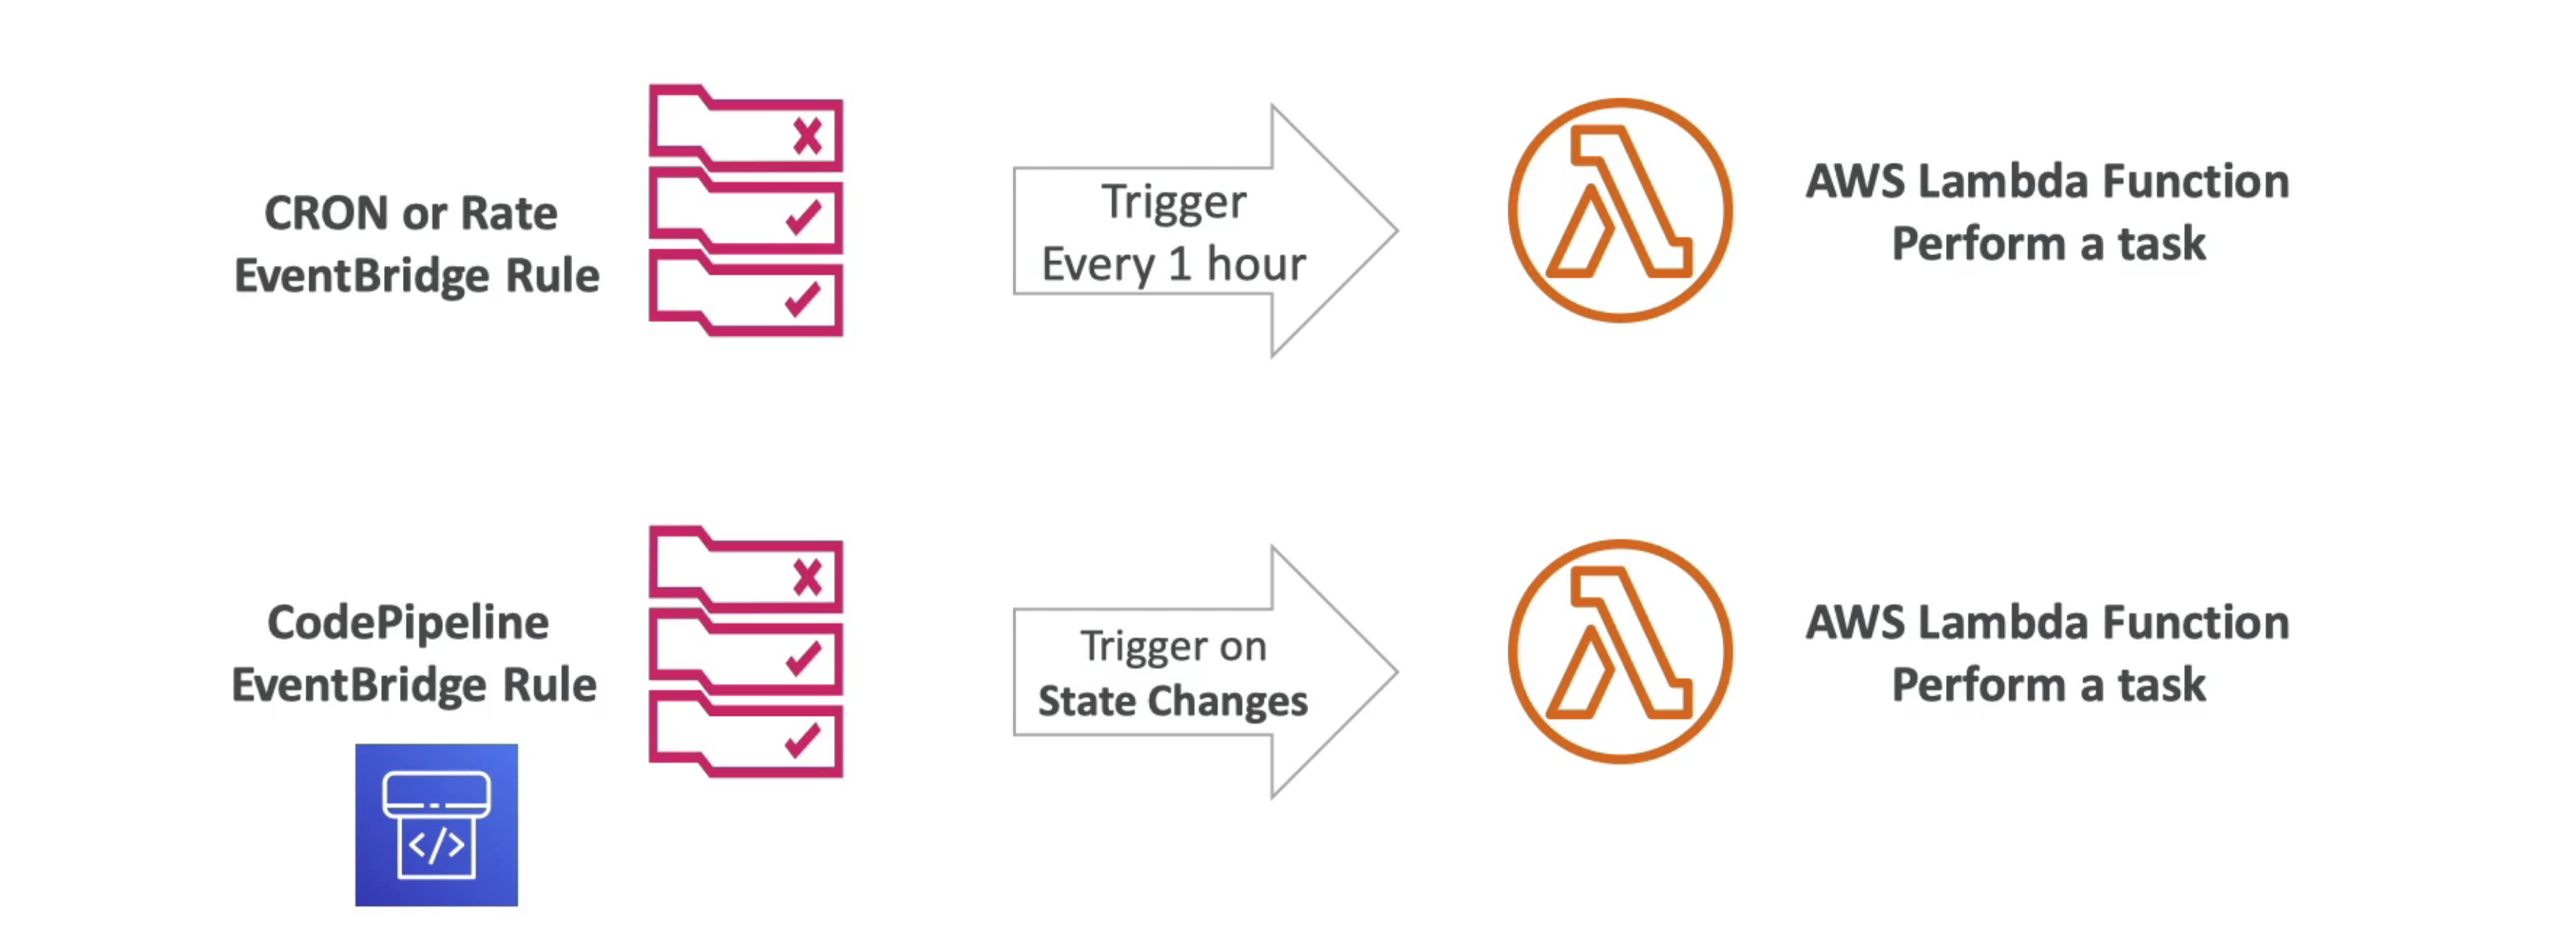 CRON or Rate
EventBridge Rule
Trigger
Every 1 hour
AWS Lambda Function
Perform a task
CodePipeline
EventBridge Rule
</>
Trigger on
State Changes
AWS Lambda Function
Perform a task